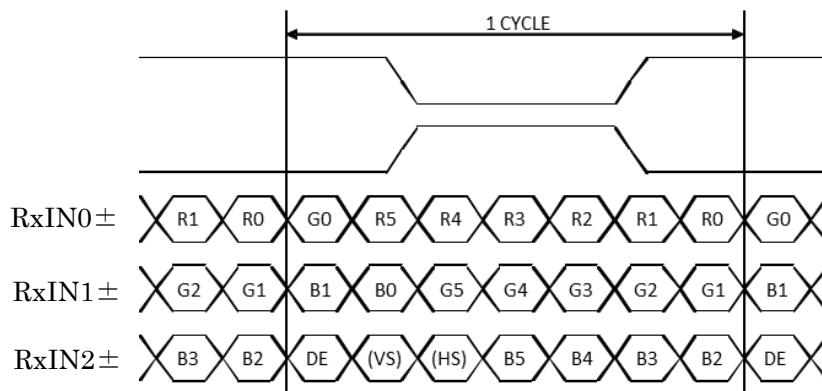 1 CYCLE
RxIN0± R1 R0 G0 R5 R4 R3 R2 R1 R0 G0
RxIN1± G2 G1 B1 B0 G5 G4 G3 G2 G1 B1
RxIN2± B3 B2 DE (VS) (HS) B5 B4 B3 B2 DE